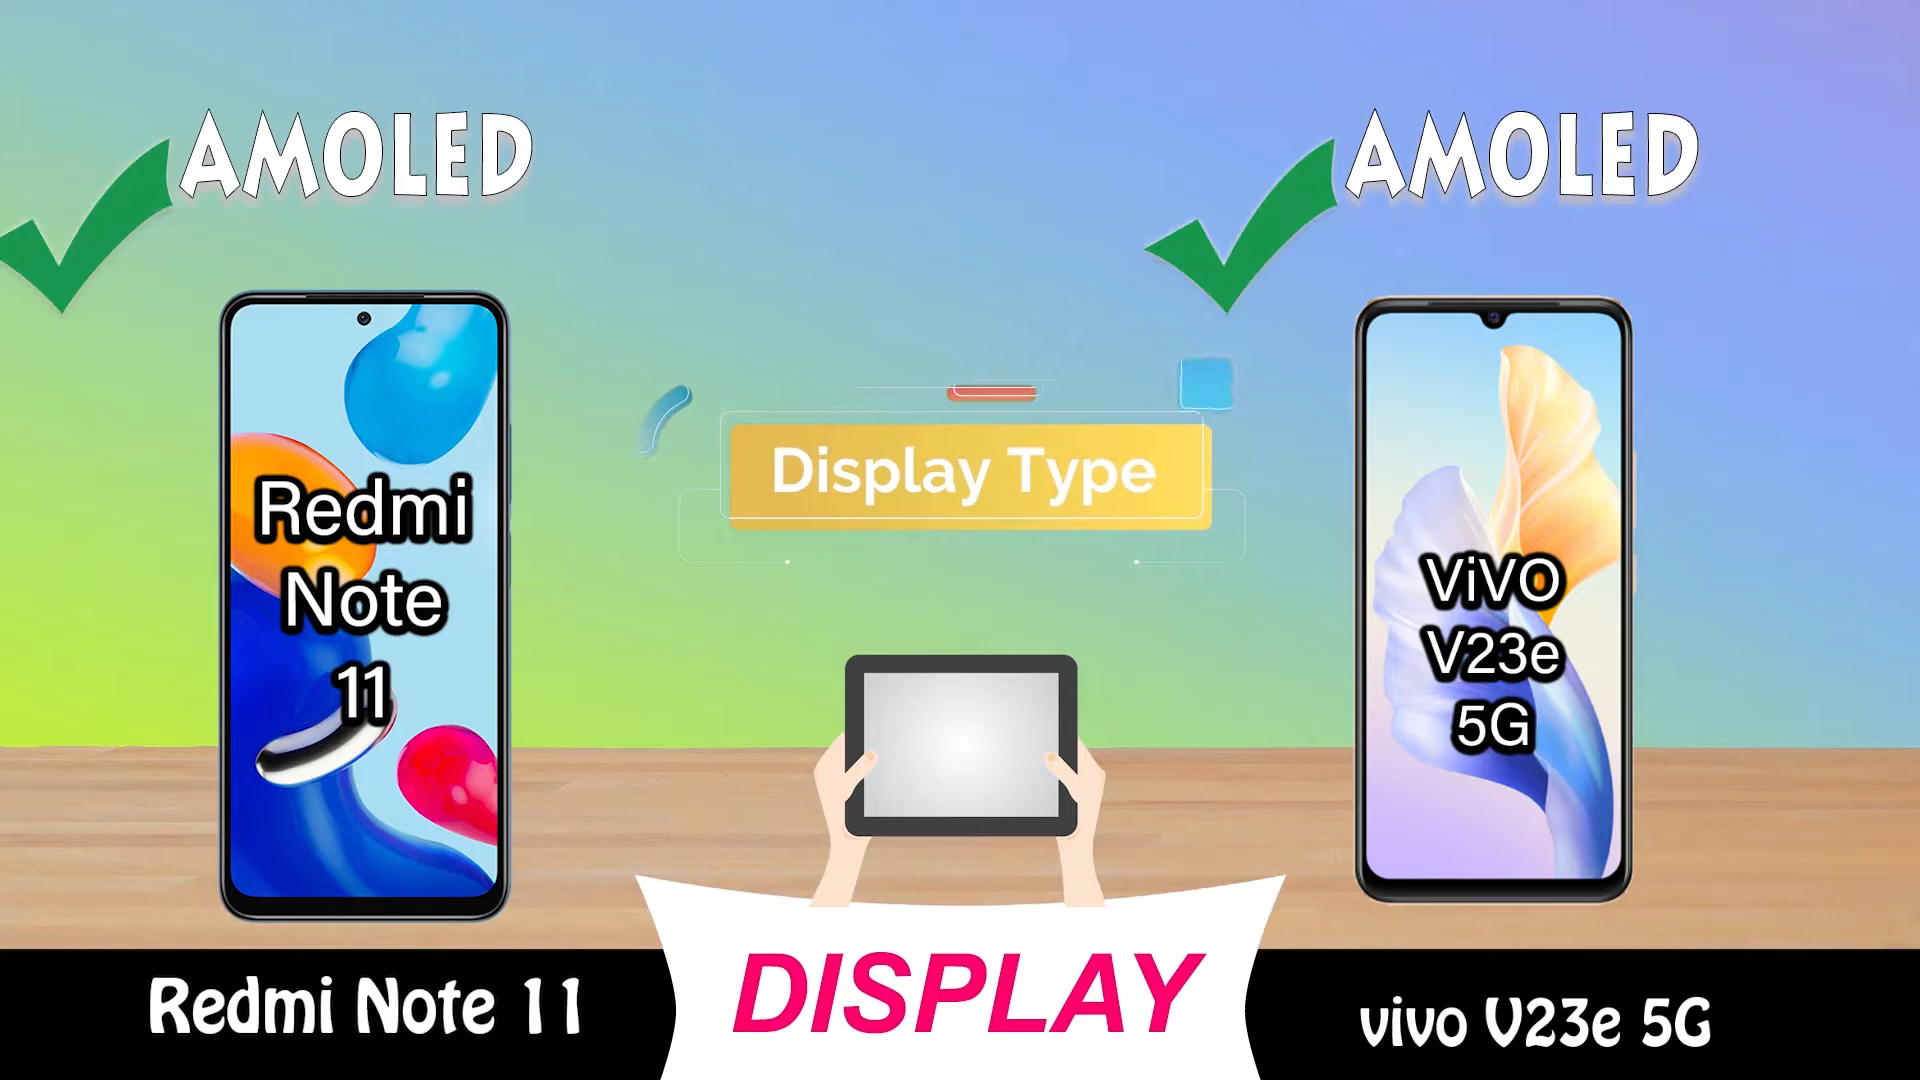 AMOLED
AMOLED
Display Type
Redmi
Note
11
ViVO
V23e
5G
Redmi Note 11
DISPLAY
vivo V23e 5G